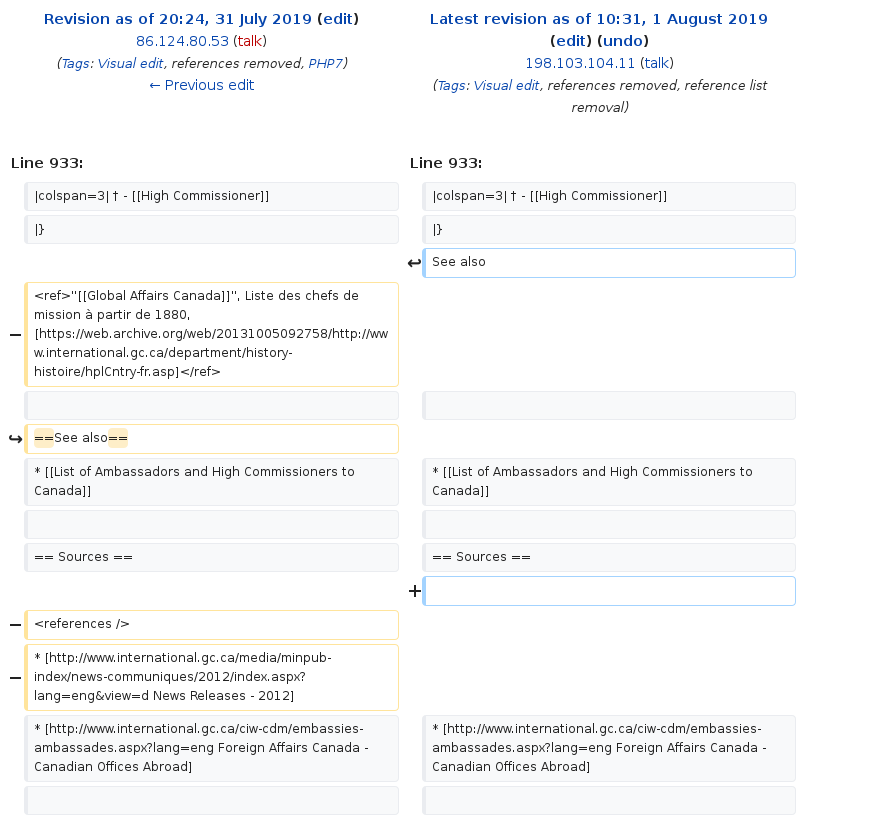 Revision as of 20:24, 31 July 2019 (edit)
86.124.80.53 (talk)
(Tags: Visual edit, references removed, PHP7)
← Previous edit
Latest revision as of 10:31, 1 August 2019
(edit) (undo)
198.103.104.11 (talk)
(Tags: Visual edit, references removed, reference list
removal)
Line 933:
Line 933:
|colspan=3| † - [[High Commissioner]]
|colspan=3| † - [[High Commissioner]]
|}
|}
↩ See also
− <ref>''[[Global Affairs Canada]]'', Liste des chefs de
mission à partir de 1880,
[https://web.archive.org/web/20131005092758/http://ww
w.international.gc.ca/department/history-
histoire/hplCntry-fr.asp]</ref>
↪ ==See also==
* [[List of Ambassadors and High Commissioners to
Canada]]
* [[List of Ambassadors and High Commissioners to
Canada]]
== Sources ==
== Sources ==
+
− <references />
− * [http://www.international.gc.ca/media/minpub-
index/news-communiques/2012/index.aspx?
lang=eng&view=d News Releases - 2012]
* [http://www.international.gc.ca/ciw-cdm/embassies-
ambassades.aspx?lang=eng Foreign Affairs Canada -
Canadian Offices Abroad]
* [http://www.international.gc.ca/ciw-cdm/embassies-
ambassades.aspx?lang=eng Foreign Affairs Canada -
Canadian Offices Abroad]